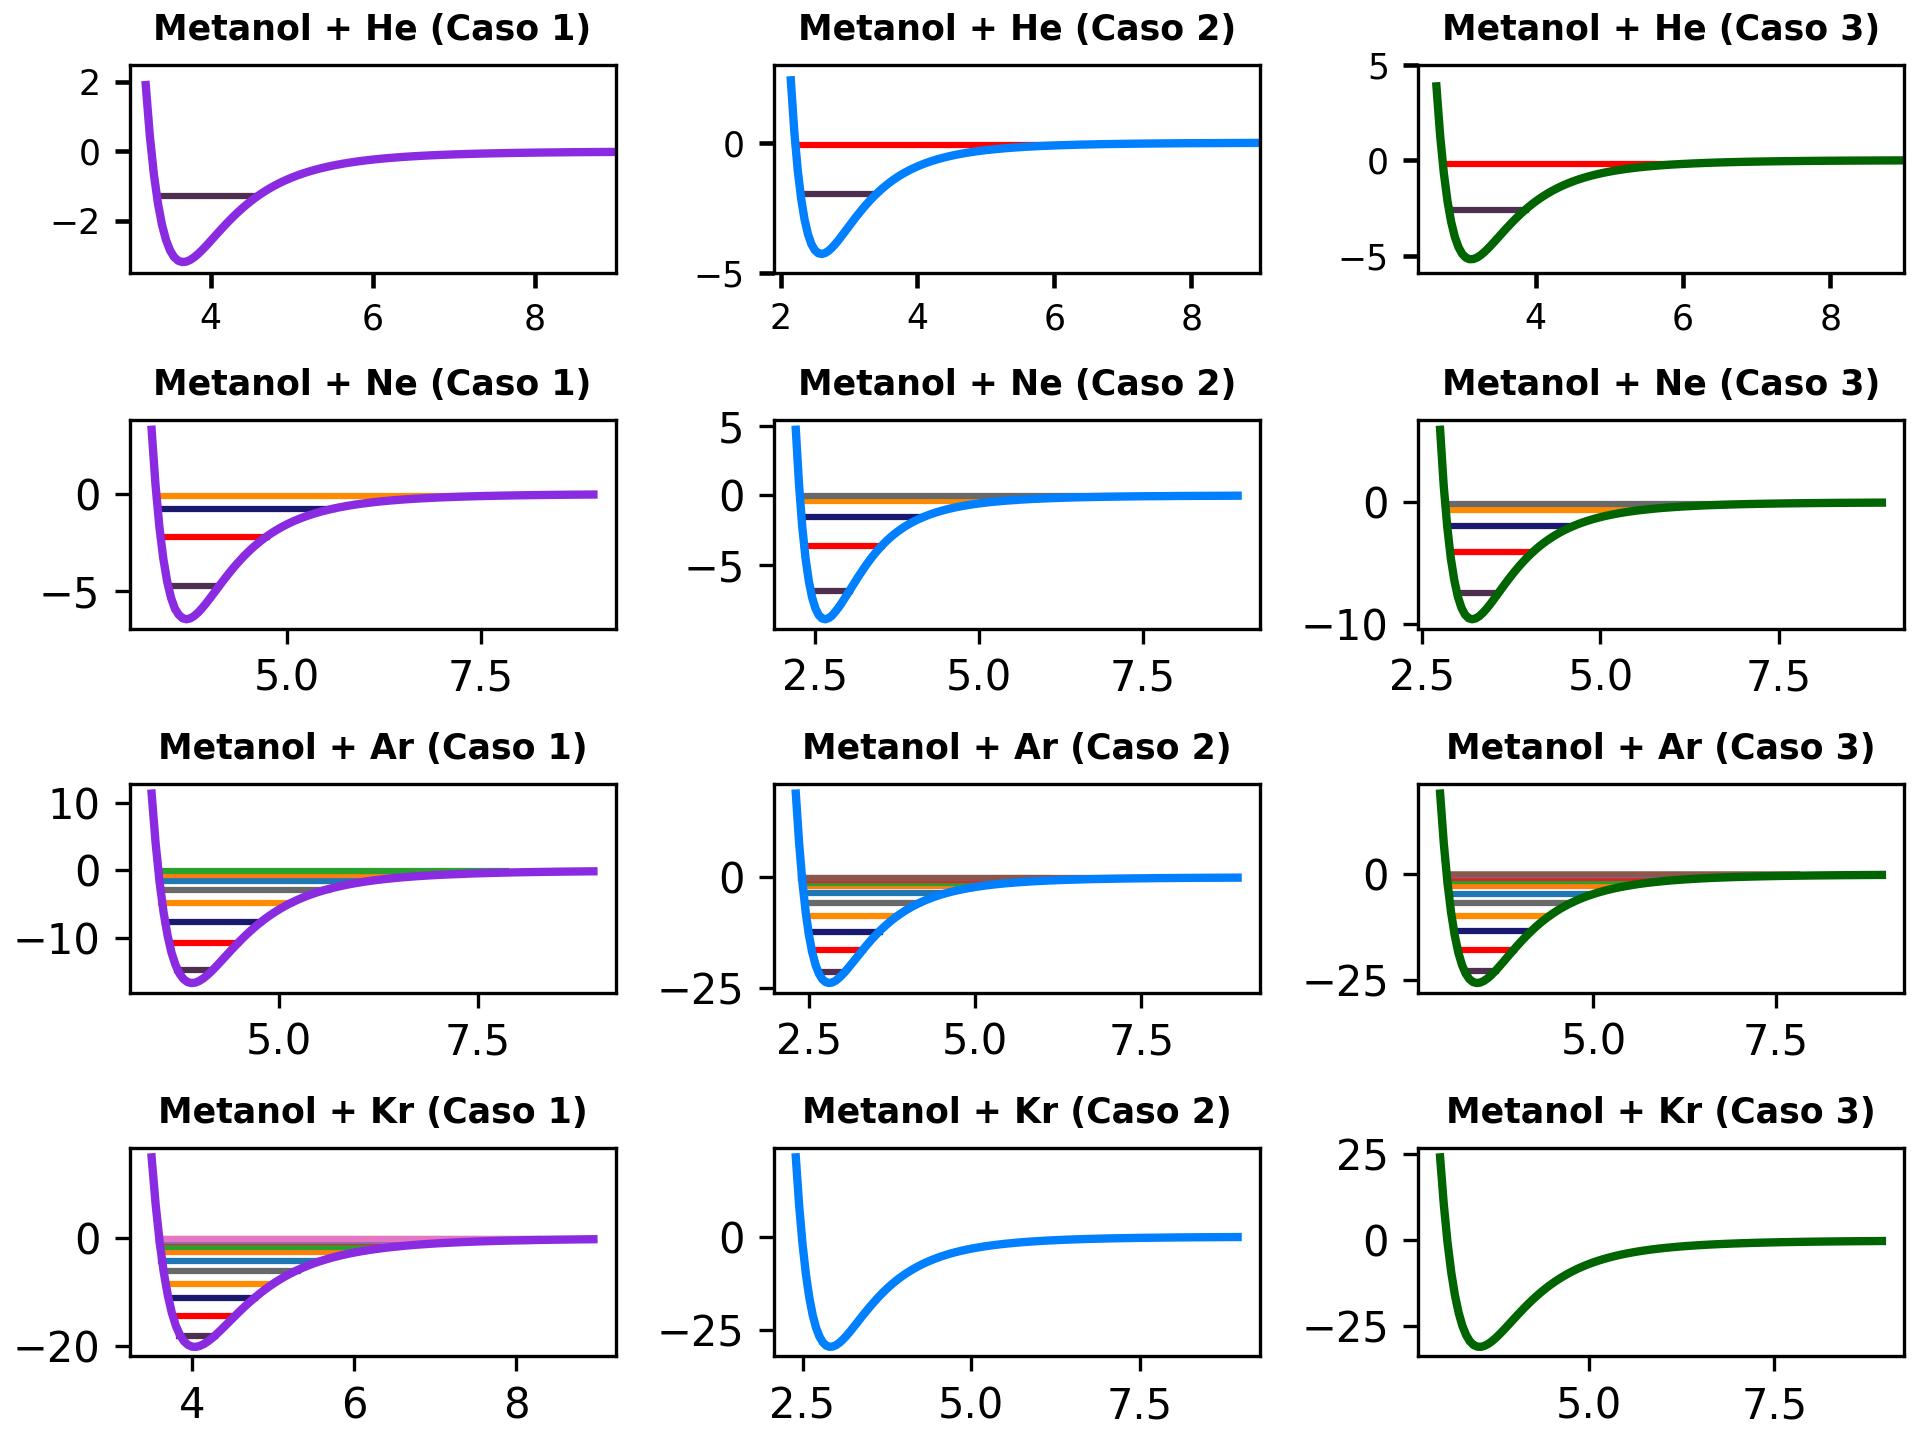 Metanol + He (Caso 1)
2
0
−2
4 6 8
Metanol + He (Caso 2)
0
−5
2 4 6 8
Metanol + He (Caso 3)
5
0
−5
4 6 8
Metanol + Ne (Caso 1)
0
−5
5.0 7.5
Metanol + Ne (Caso 2)
5
0
−5
2.5 5.0 7.5
Metanol + Ne (Caso 3)
0
−10
2.5 5.0 7.5
Metanol + Ar (Caso 1)
10
0
−10
5.0 7.5
Metanol + Ar (Caso 2)
0
−25
2.5 5.0 7.5
Metanol + Ar (Caso 3)
0
−25
5.0 7.5
Metanol + Kr (Caso 1)
0
−20
4 6 8
Metanol + Kr (Caso 2)
0
−25
2.5 5.0 7.5
Metanol + Kr (Caso 3)
25
0
−25
5.0 7.5